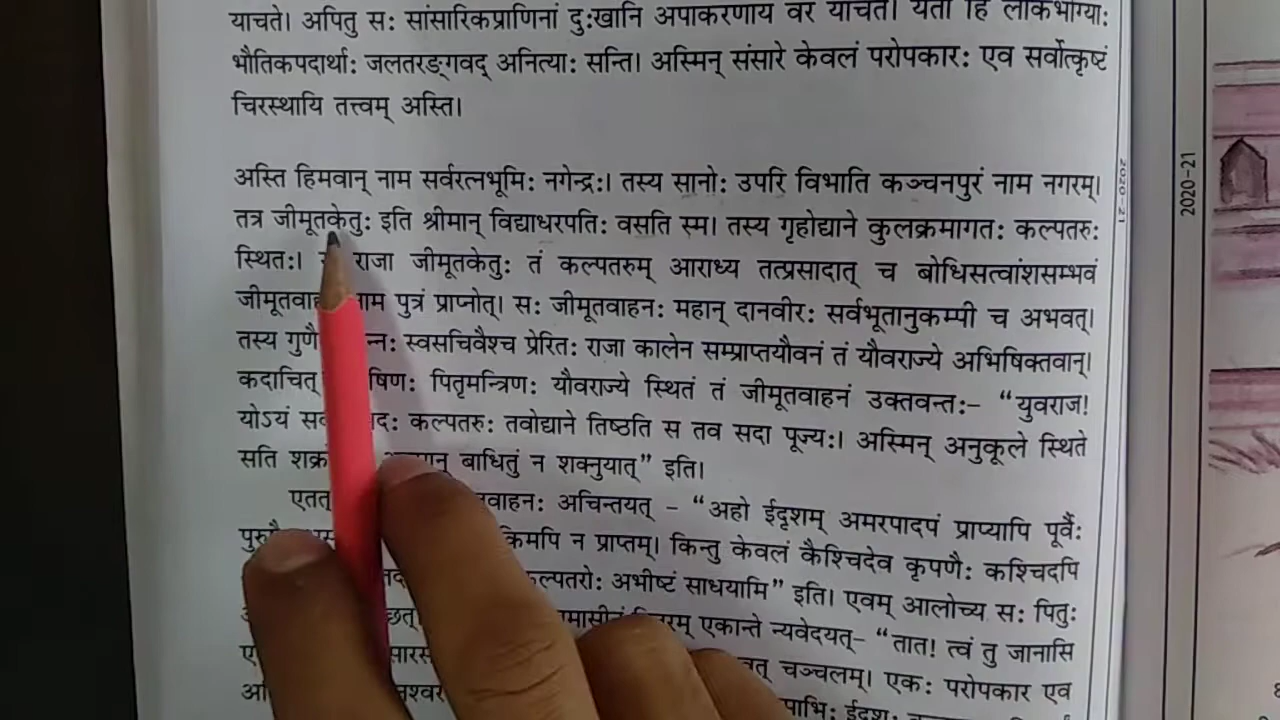 याचते। अपितु सः सांसारिकप्राणिनां दुःखानि अपाकरणाय वरं याचते। यतो हि लोकभोग्याः
भौतिकपदार्थाः जलतरङ्गवद् अनित्याः सन्ति। अस्मिन् संसारे केवलं परोपकारः एव सर्वोत्कृष्टं
चिरस्थायि तत्त्वम् अस्ति।
अस्ति हिमवान् नाम सर्वरत्नभूमिः नगेन्द्रः। तस्य सानोः उपरि विभाति कञ्चनपुरं नाम नगरम्।
तत्र जीमूतकेतुः इति श्रीमान् विद्याधरपतिः वसति स्म। तस्य गृहोद्याने कुलक्रमागतः कल्पतरुः
स्थितः। राजा जीमूतकेतुः तं कल्पतरुम् आराध्य तत्प्रसादात् च बोधिसत्वांशसम्भवं
पुत्रं प्राप्नोत्। सः जीमूतवाहनः महान् दानवीरः सर्वभूतानुकम्पी च अभवत्।
तस्य स्वसचिवैश्च प्रेरितः राजा कालेन सम्प्राप्तयौवनं तं यौवराज्ये अभिषिक्तवान्।
कदाचित् पितृमन्त्रिणः यौवराज्ये स्थितं तं जीमूतवाहनं उक्तवन्तः– “युवराज!
योऽयं कल्पतरुः तवोद्याने तिष्ठति स तव सदा पूज्यः। अस्मिन् अनुकूले स्थिते
सति बाधितुं न शक्नुयात्” इति।
एतत् अचिन्तयत् – “अहो ईदृशम् अमरपादपं प्राप्यापि पूर्वैः
किमपि न प्राप्तम्। किन्तु केवलं कैश्चिदेव कृपणैः कश्चिदपि
अभीष्टं साधयामि” इति। एवम् आलोच्य सः पितुः
एकान्ते न्यवेदयत्– “तात! त्वं तु जानासि
चञ्चलम्। एकः परोपकार एव
2020-21
2020-21